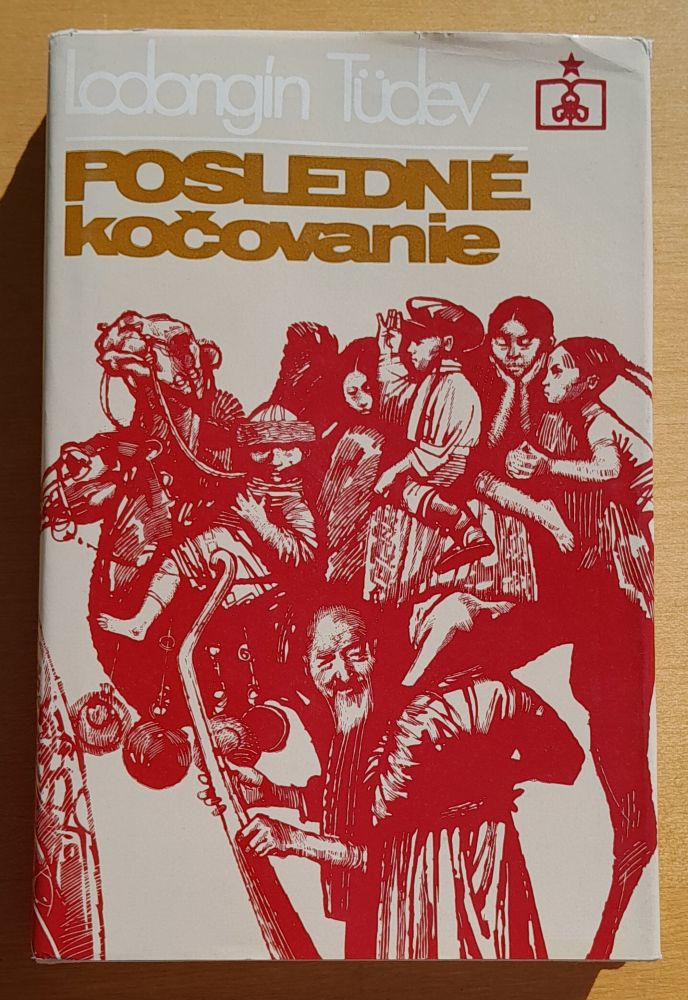 Lodongín Tüdev
POSLEDNÉ
kočovanie